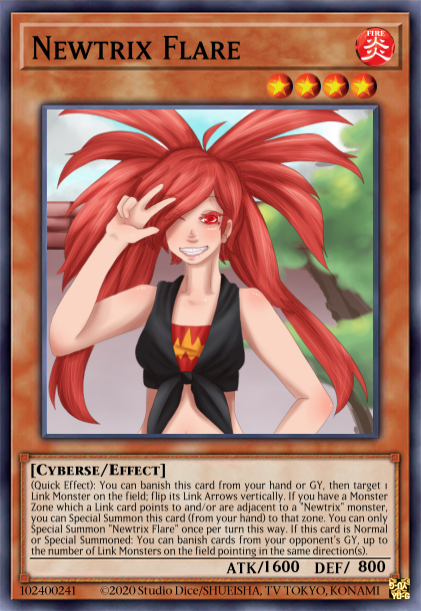 Newtrix Flare
FIRE
炎
[Cyberse/Effect]
(Quick Effect): You can banish this card from your hand or GY, then target 1
Link Monster on the field; flip its Link Arrows vertically. If you have a Monster
Zone which a Link card points to and/or are adjacent to a "Newtrix" monster,
you can Special Summon this card (from your hand) to that zone. You can only
Special Summon "Newtrix Flare" once per turn this way. If this card is Normal
or Special Summoned: You can banish cards from your opponent's GY, up
to the number of Link Monsters on the field pointing in the same direction(s).
ATK/1600 DEF/ 800
102400241 ©2020 Studio Dice/SHUEISHA, TV TOKYO, KONAMI